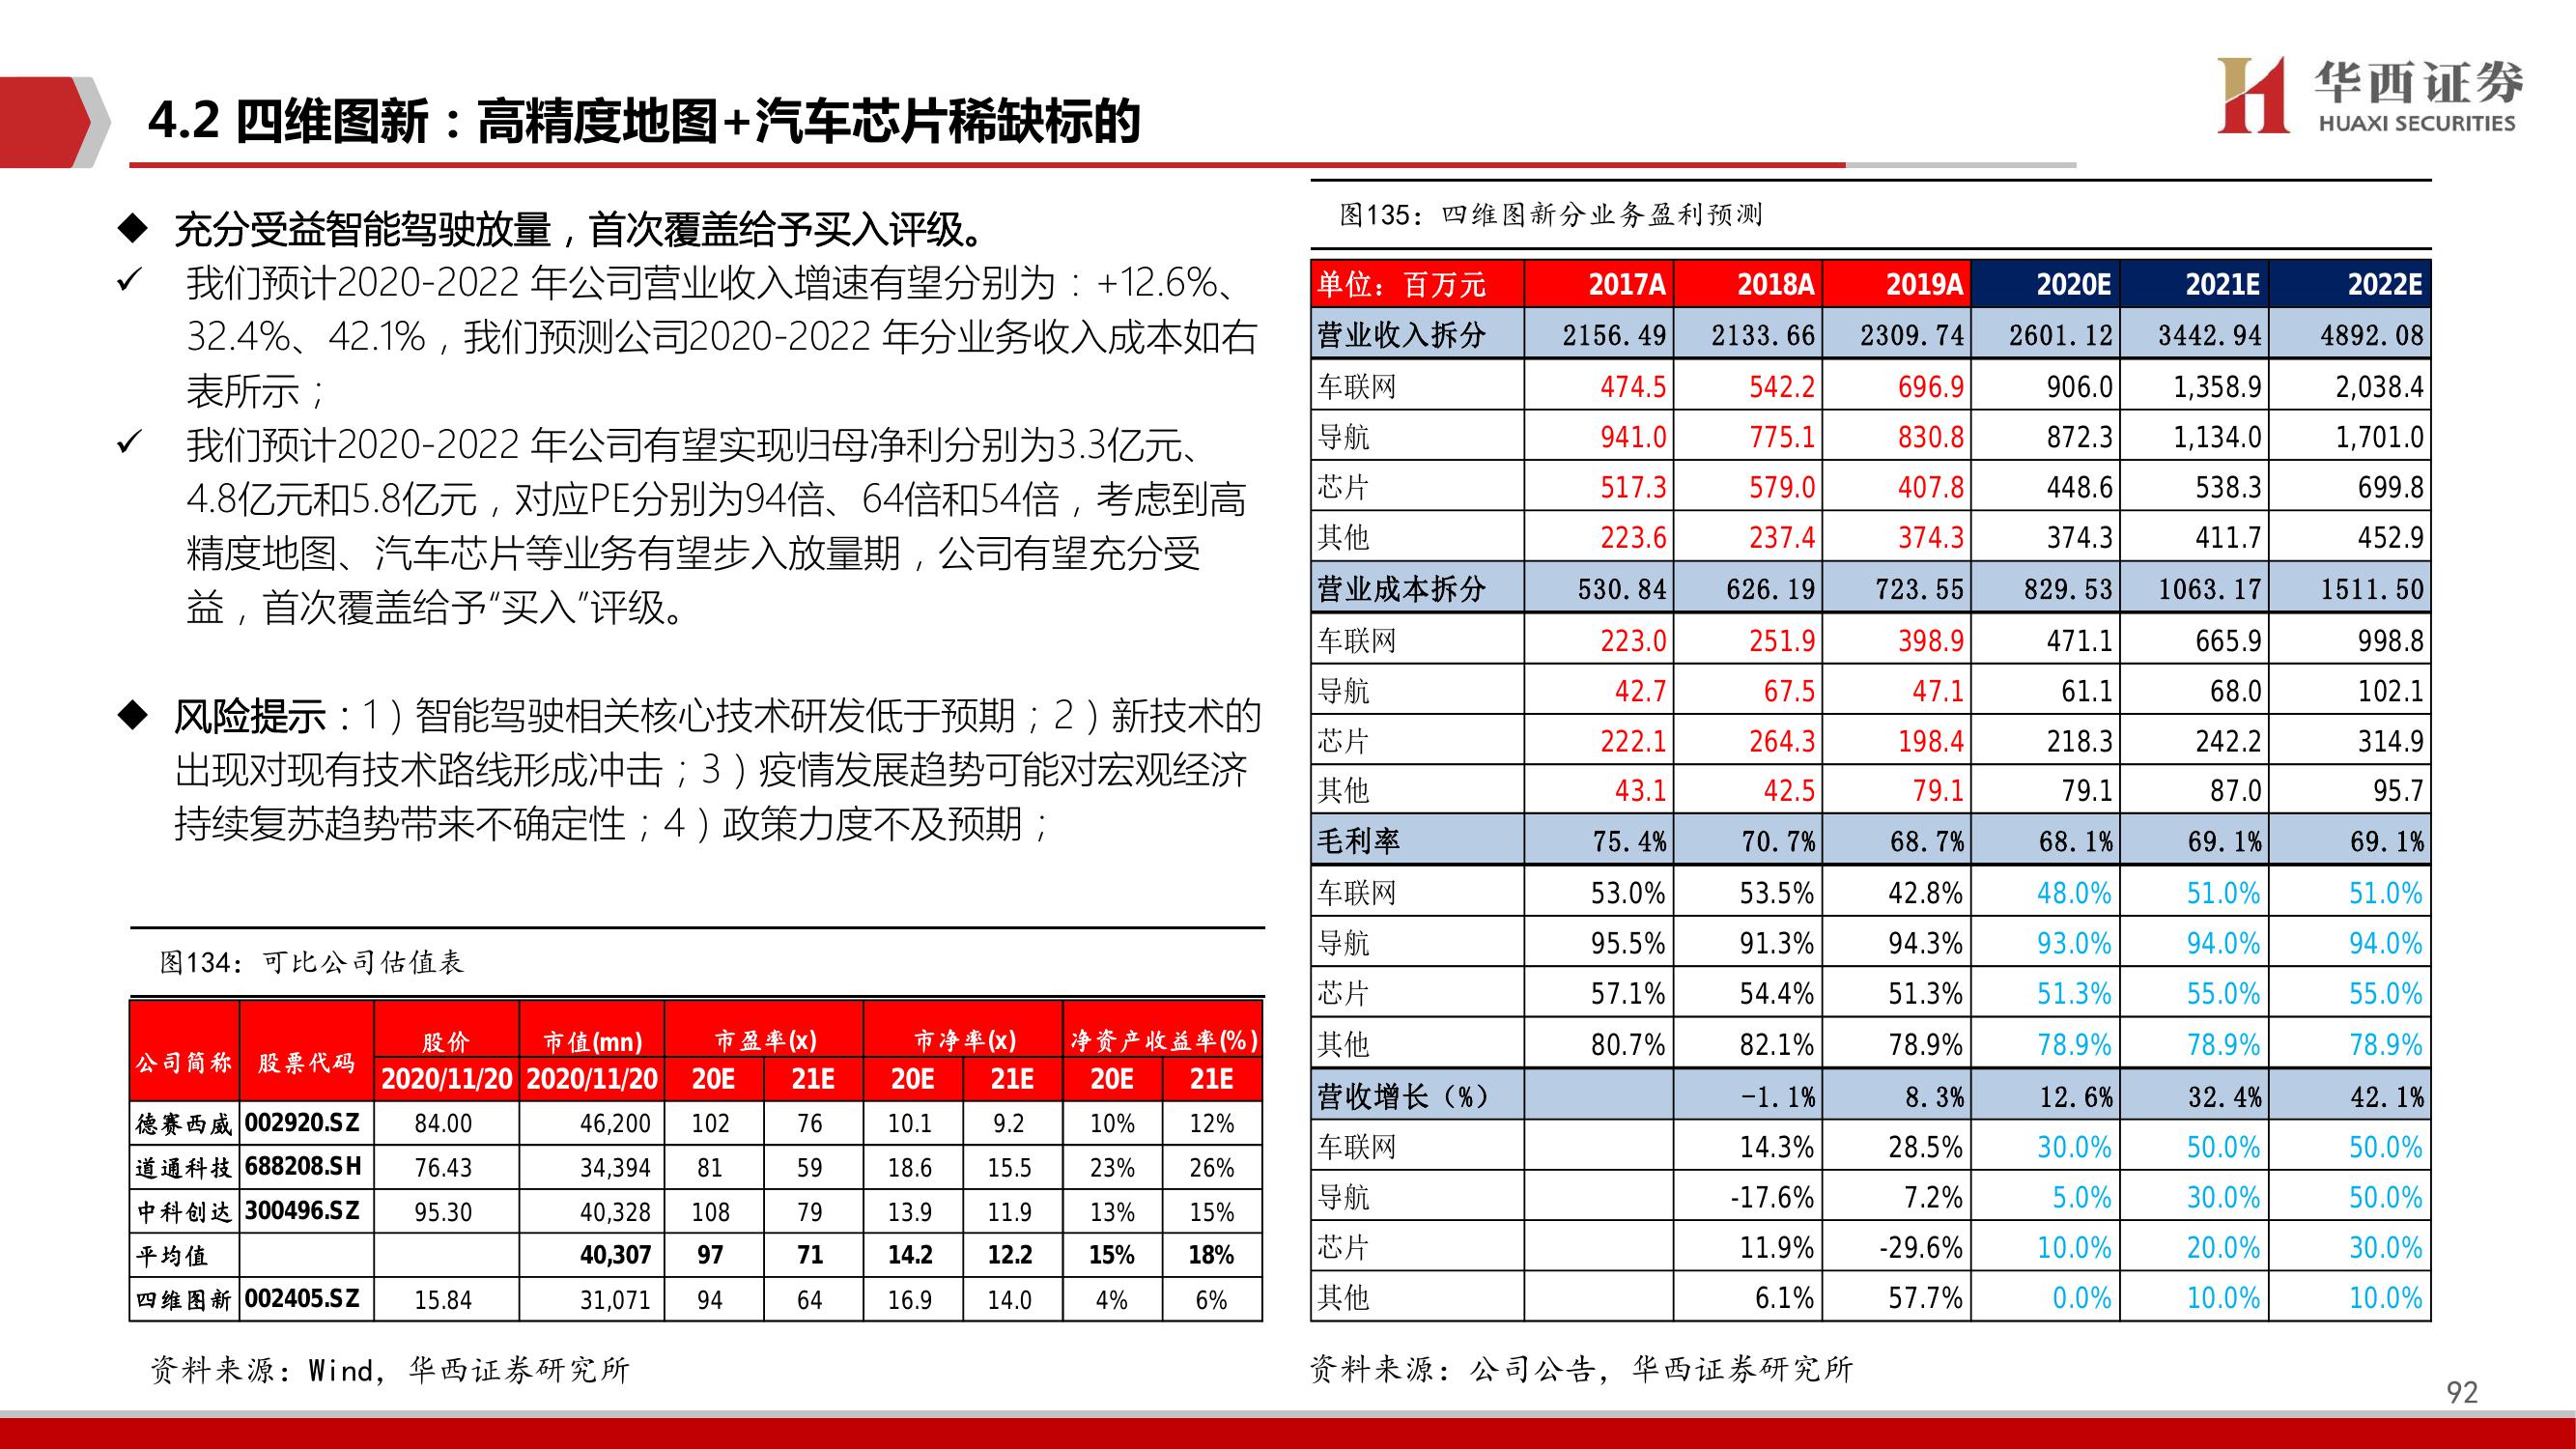 4.2 四维图新：高精度地图+汽车芯片稀缺标的
华西证券
HUAXI SECURITIES
◆ 充分受益智能驾驶放量，首次覆盖给予买入评级。
✓ 我们预计2020-2022 年公司营业收入增速有望分别为：+12.6%、
32.4%、42.1%，我们预测公司2020-2022 年分业务收入成本如右
表所示；
✓ 我们预计2020-2022 年公司有望实现归母净利分别为3.3亿元、
4.8亿元和5.8亿元，对应PE分别为94倍、64倍和54倍，考虑到高
精度地图、汽车芯片等业务有望步入放量期，公司有望充分受
益，首次覆盖给予“买入”评级。
◆ 风险提示：1）智能驾驶相关核心技术研发低于预期；2）新技术的
出现对现有技术路线形成冲击；3）疫情发展趋势可能对宏观经济
持续复苏趋势带来不确定性；4）政策力度不及预期；
图134：可比公司估值表
公司简称 股票代码 股价 市值(mn) 市盈率(x) 市净率(x) 净资产收益率(%)
2020/11/20 2020/11/20 20E 21E 20E 21E 20E 21E
德赛西威 002920.SZ 84.00 46,200 102 76 10.1 9.2 10% 12%
道通科技 688208.SH 76.43 34,394 81 59 18.6 15.5 23% 26%
中科创达 300496.SZ 95.30 40,328 108 79 13.9 11.9 13% 15%
平均值 40,307 97 71 14.2 12.2 15% 18%
四维图新 002405.SZ 15.84 31,071 94 64 16.9 14.0 4% 6%
资料来源：Wind，华西证券研究所
图135：四维图新分业务盈利预测
单位：百万元 2017A 2018A 2019A 2020E 2021E 2022E
营业收入拆分 2156.49 2133.66 2309.74 2601.12 3442.94 4892.08
车联网 474.5 542.2 696.9 906.0 1,358.9 2,038.4
导航 941.0 775.1 830.8 872.3 1,134.0 1,701.0
芯片 517.3 579.0 407.8 448.6 538.3 699.8
其他 223.6 237.4 374.3 374.3 411.7 452.9
营业成本拆分 530.84 626.19 723.55 829.53 1063.17 1511.50
车联网 223.0 251.9 398.9 471.1 665.9 998.8
导航 42.7 67.5 47.1 61.1 68.0 102.1
芯片 222.1 264.3 198.4 218.3 242.2 314.9
其他 43.1 42.5 79.1 79.1 87.0 95.7
毛利率 75.4% 70.7% 68.7% 68.1% 69.1% 69.1%
车联网 53.0% 53.5% 42.8% 48.0% 51.0% 51.0%
导航 95.5% 91.3% 94.3% 93.0% 94.0% 94.0%
芯片 57.1% 54.4% 51.3% 51.3% 55.0% 55.0%
其他 80.7% 82.1% 78.9% 78.9% 78.9% 78.9%
营收增长（%） -1.1% 8.3% 12.6% 32.4% 42.1%
车联网 14.3% 28.5% 30.0% 50.0% 50.0%
导航 -17.6% 7.2% 5.0% 30.0% 50.0%
芯片 11.9% -29.6% 10.0% 20.0% 30.0%
其他 6.1% 57.7% 0.0% 10.0% 10.0%
资料来源：公司公告，华西证券研究所
92